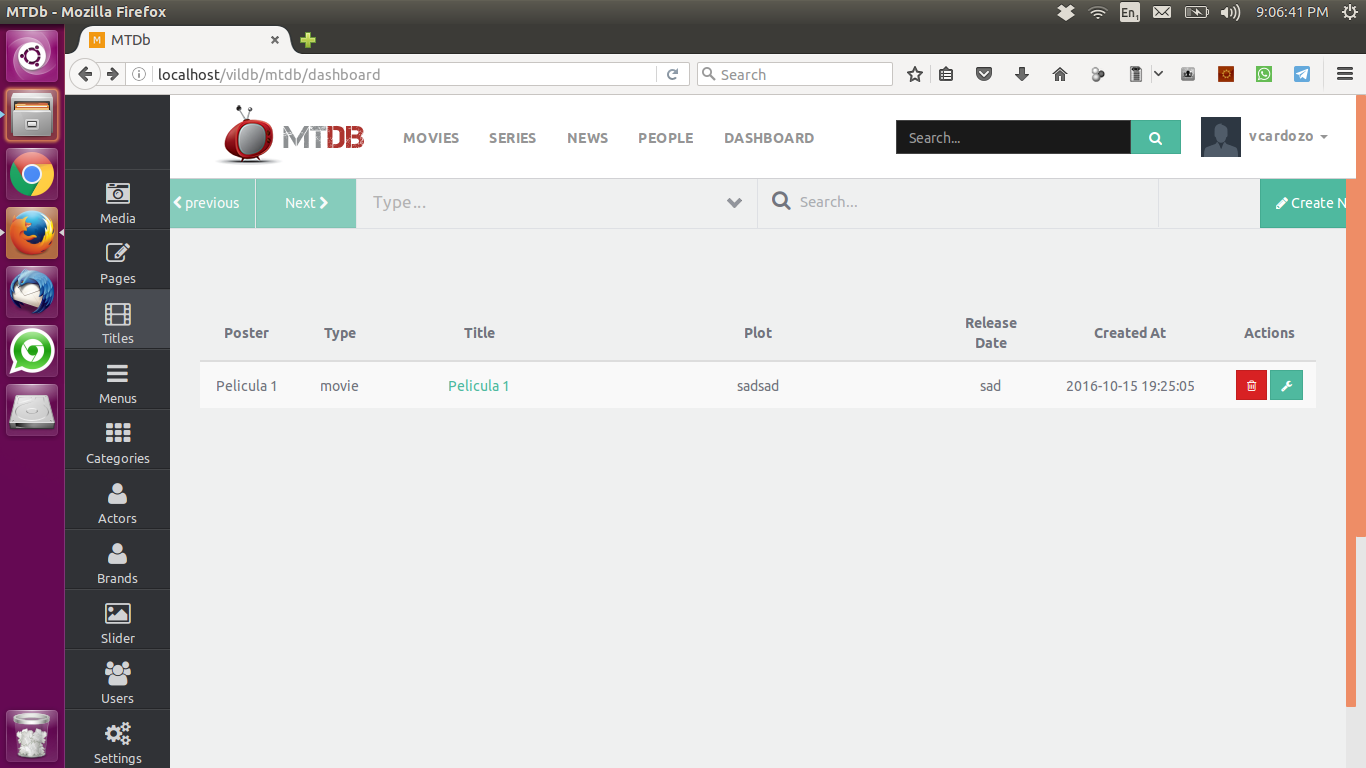 MTDb - Mozilla Firefox
En1
9:06:41 PM
M MTDb
localhost/vildb/mtdb/dashboard
Search
MTDB
MOVIES SERIES NEWS PEOPLE DASHBOARD
Search...
vcardozo
previous
Next
Type...
Search...
Create N
Media
Pages
Titles
Menus
Categories
Actors
Brands
Slider
Users
Settings
Poster Type Title Plot Release Date Created At Actions
Pelicula 1 movie Pelicula 1 sadsad sad 2016-10-15 19:25:05